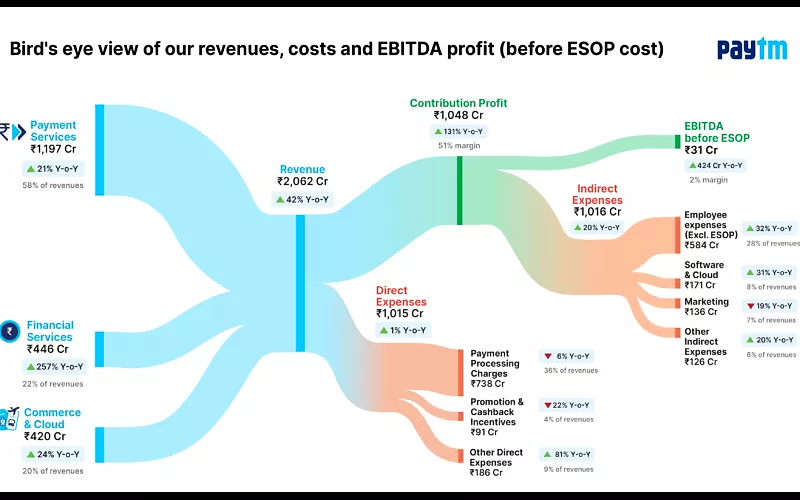 Bird's eye view of our revenues, costs and EBITDA profit (before ESOP cost)
paytm
Payment
Services
₹1,197 Cr
▲ 21% Y-o-Y
58% of revenues
Financial
Services
₹446 Cr
▲ 257% Y-o-Y
22% of revenues
Commerce
& Cloud
₹420 Cr
▲ 24% Y-o-Y
20% of revenues
Revenue
₹2,062 Cr
▲ 42% Y-o-Y
Contribution Profit
₹1,048 Cr
▲ 131% Y-o-Y
51% margin
Direct
Expenses
₹1,015 Cr
▲ 1% Y-o-Y
Payment
Processing
Charges
₹738 Cr
▼ 6% Y-o-Y
36% of revenues
Promotion &
Cashback
Incentives
₹91 Cr
▼ 22% Y-o-Y
4% of revenues
Other Direct
Expenses
₹186 Cr
▲ 81% Y-o-Y
9% of revenues
EBITDA
before ESOP
₹31 Cr
▲ 424 Cr Y-o-Y
2% margin
Indirect
Expenses
₹1,016 Cr
▲ 20% Y-o-Y
Employee
expenses
(Excl. ESOP)
₹584 Cr
▲ 32% Y-o-Y
28% of revenues
Software
& Cloud
₹171 Cr
▲ 31% Y-o-Y
8% of revenues
Marketing
₹136 Cr
▼ 19% Y-o-Y
7% of revenues
Other
Indirect
Expenses
₹126 Cr
▲ 20% Y-o-Y
6% of revenues